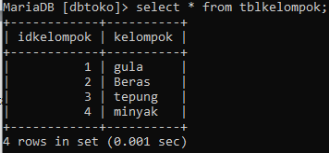 MariaDB [dbtoko]> select * from tblkelompok;
+------------+----------+
| idkelompok | kelompok |
+------------+----------+
|          1 | gula     |
|          2 | Beras    |
|          3 | tepung   |
|          4 | minyak   |
+------------+----------+
4 rows in set (0.001 sec)